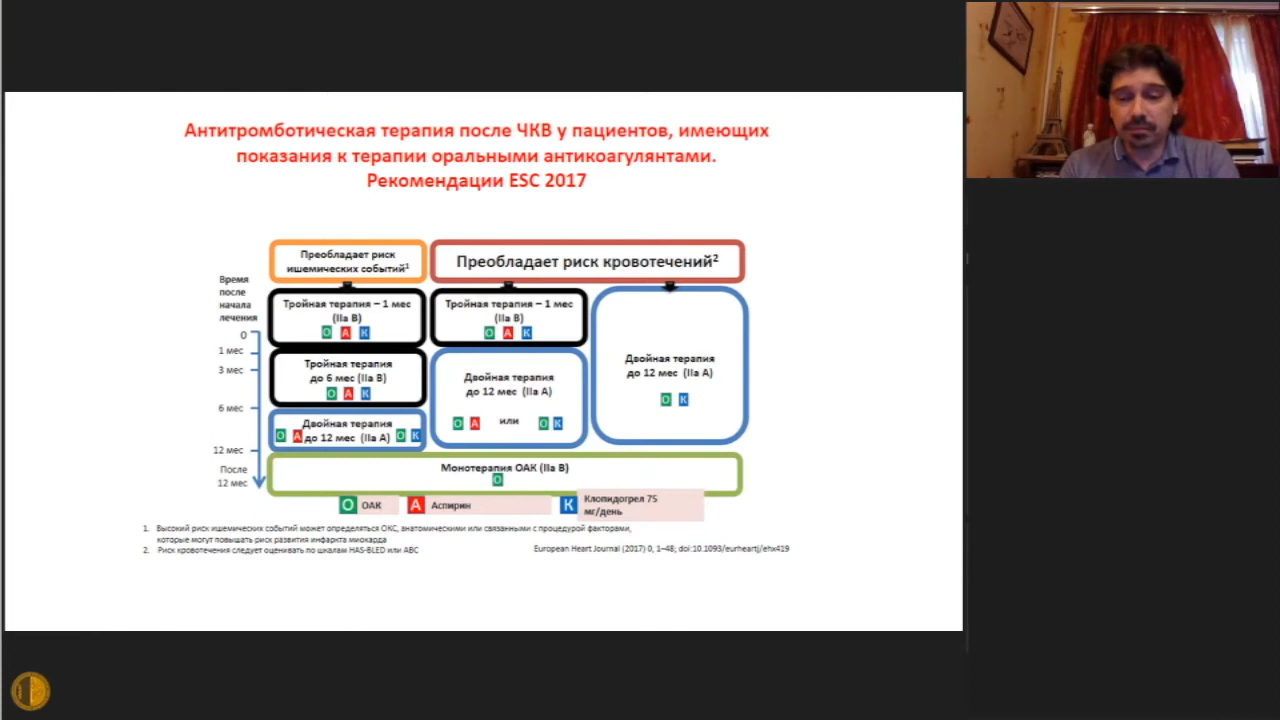 Антитромботическая терапия после ЧКВ у пациентов, имеющих
показания к терапии оральными антикоагулянтами.
Рекомендации ESC 2017
Преобладает риск
ишемических событий¹
Преобладает риск кровотечений²
Время
после
начала
лечения
0
1 мес
3 мес
6 мес
12 мес
После
12 мес
Тройная терапия – 1 мес
(IIa B)
О А К
Тройная терапия
до 6 мес (IIa B)
О А К
Двойная терапия
О А до 12 мес (IIa A) О К
Тройная терапия – 1 мес
(IIa B)
О А К
Двойная терапия
до 12 мес (IIa A)
О А или О К
Двойная терапия
до 12 мес (IIa A)
О К
Монотерапия ОАК (IIa B)
О
О ОАК А Аспирин К Клопидогрел 75
мг/день
1. Высокий риск ишемических событий может определяться ОКС, анатомическими или связанными с процедурой факторами,
которые могут повышать риск развития инфаркта миокарда
2. Риск кровотечения следует оценивать по шкалам HAS-BLED или ABC
European Heart Journal (2017) 0, 1–48; doi:10.1093/eurheartj/ehx419